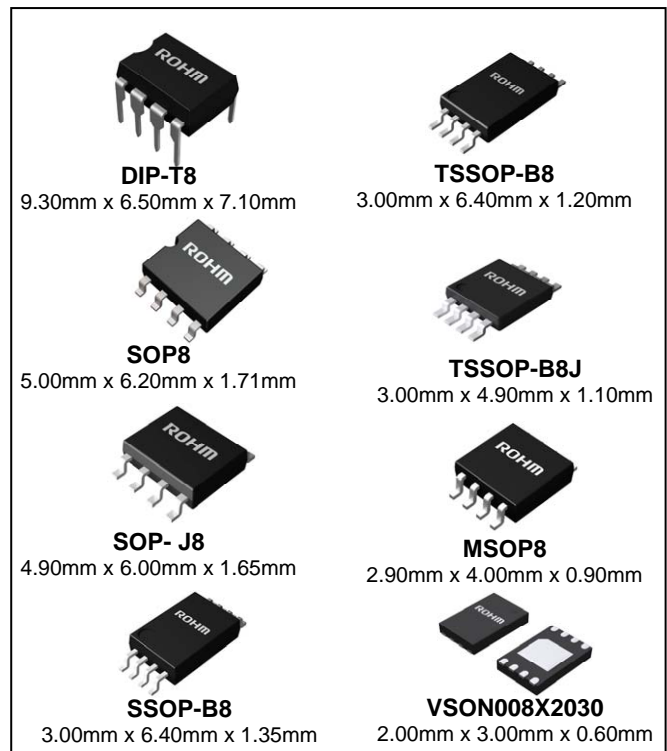 ROHM
DIP-T8
9.30mm x 6.50mm x 7.10mm
ROHM
TSSOP-B8
3.00mm x 6.40mm x 1.20mm
ROHM
SOP8
5.00mm x 6.20mm x 1.71mm
ROHM
TSSOP-B8J
3.00mm x 4.90mm x 1.10mm
ROHM
SOP- J8
4.90mm x 6.00mm x 1.65mm
ROHM
MSOP8
2.90mm x 4.00mm x 0.90mm
ROHM
SSOP-B8
3.00mm x 6.40mm x 1.35mm
ROHM
VSON008X2030
2.00mm x 3.00mm x 0.60mm